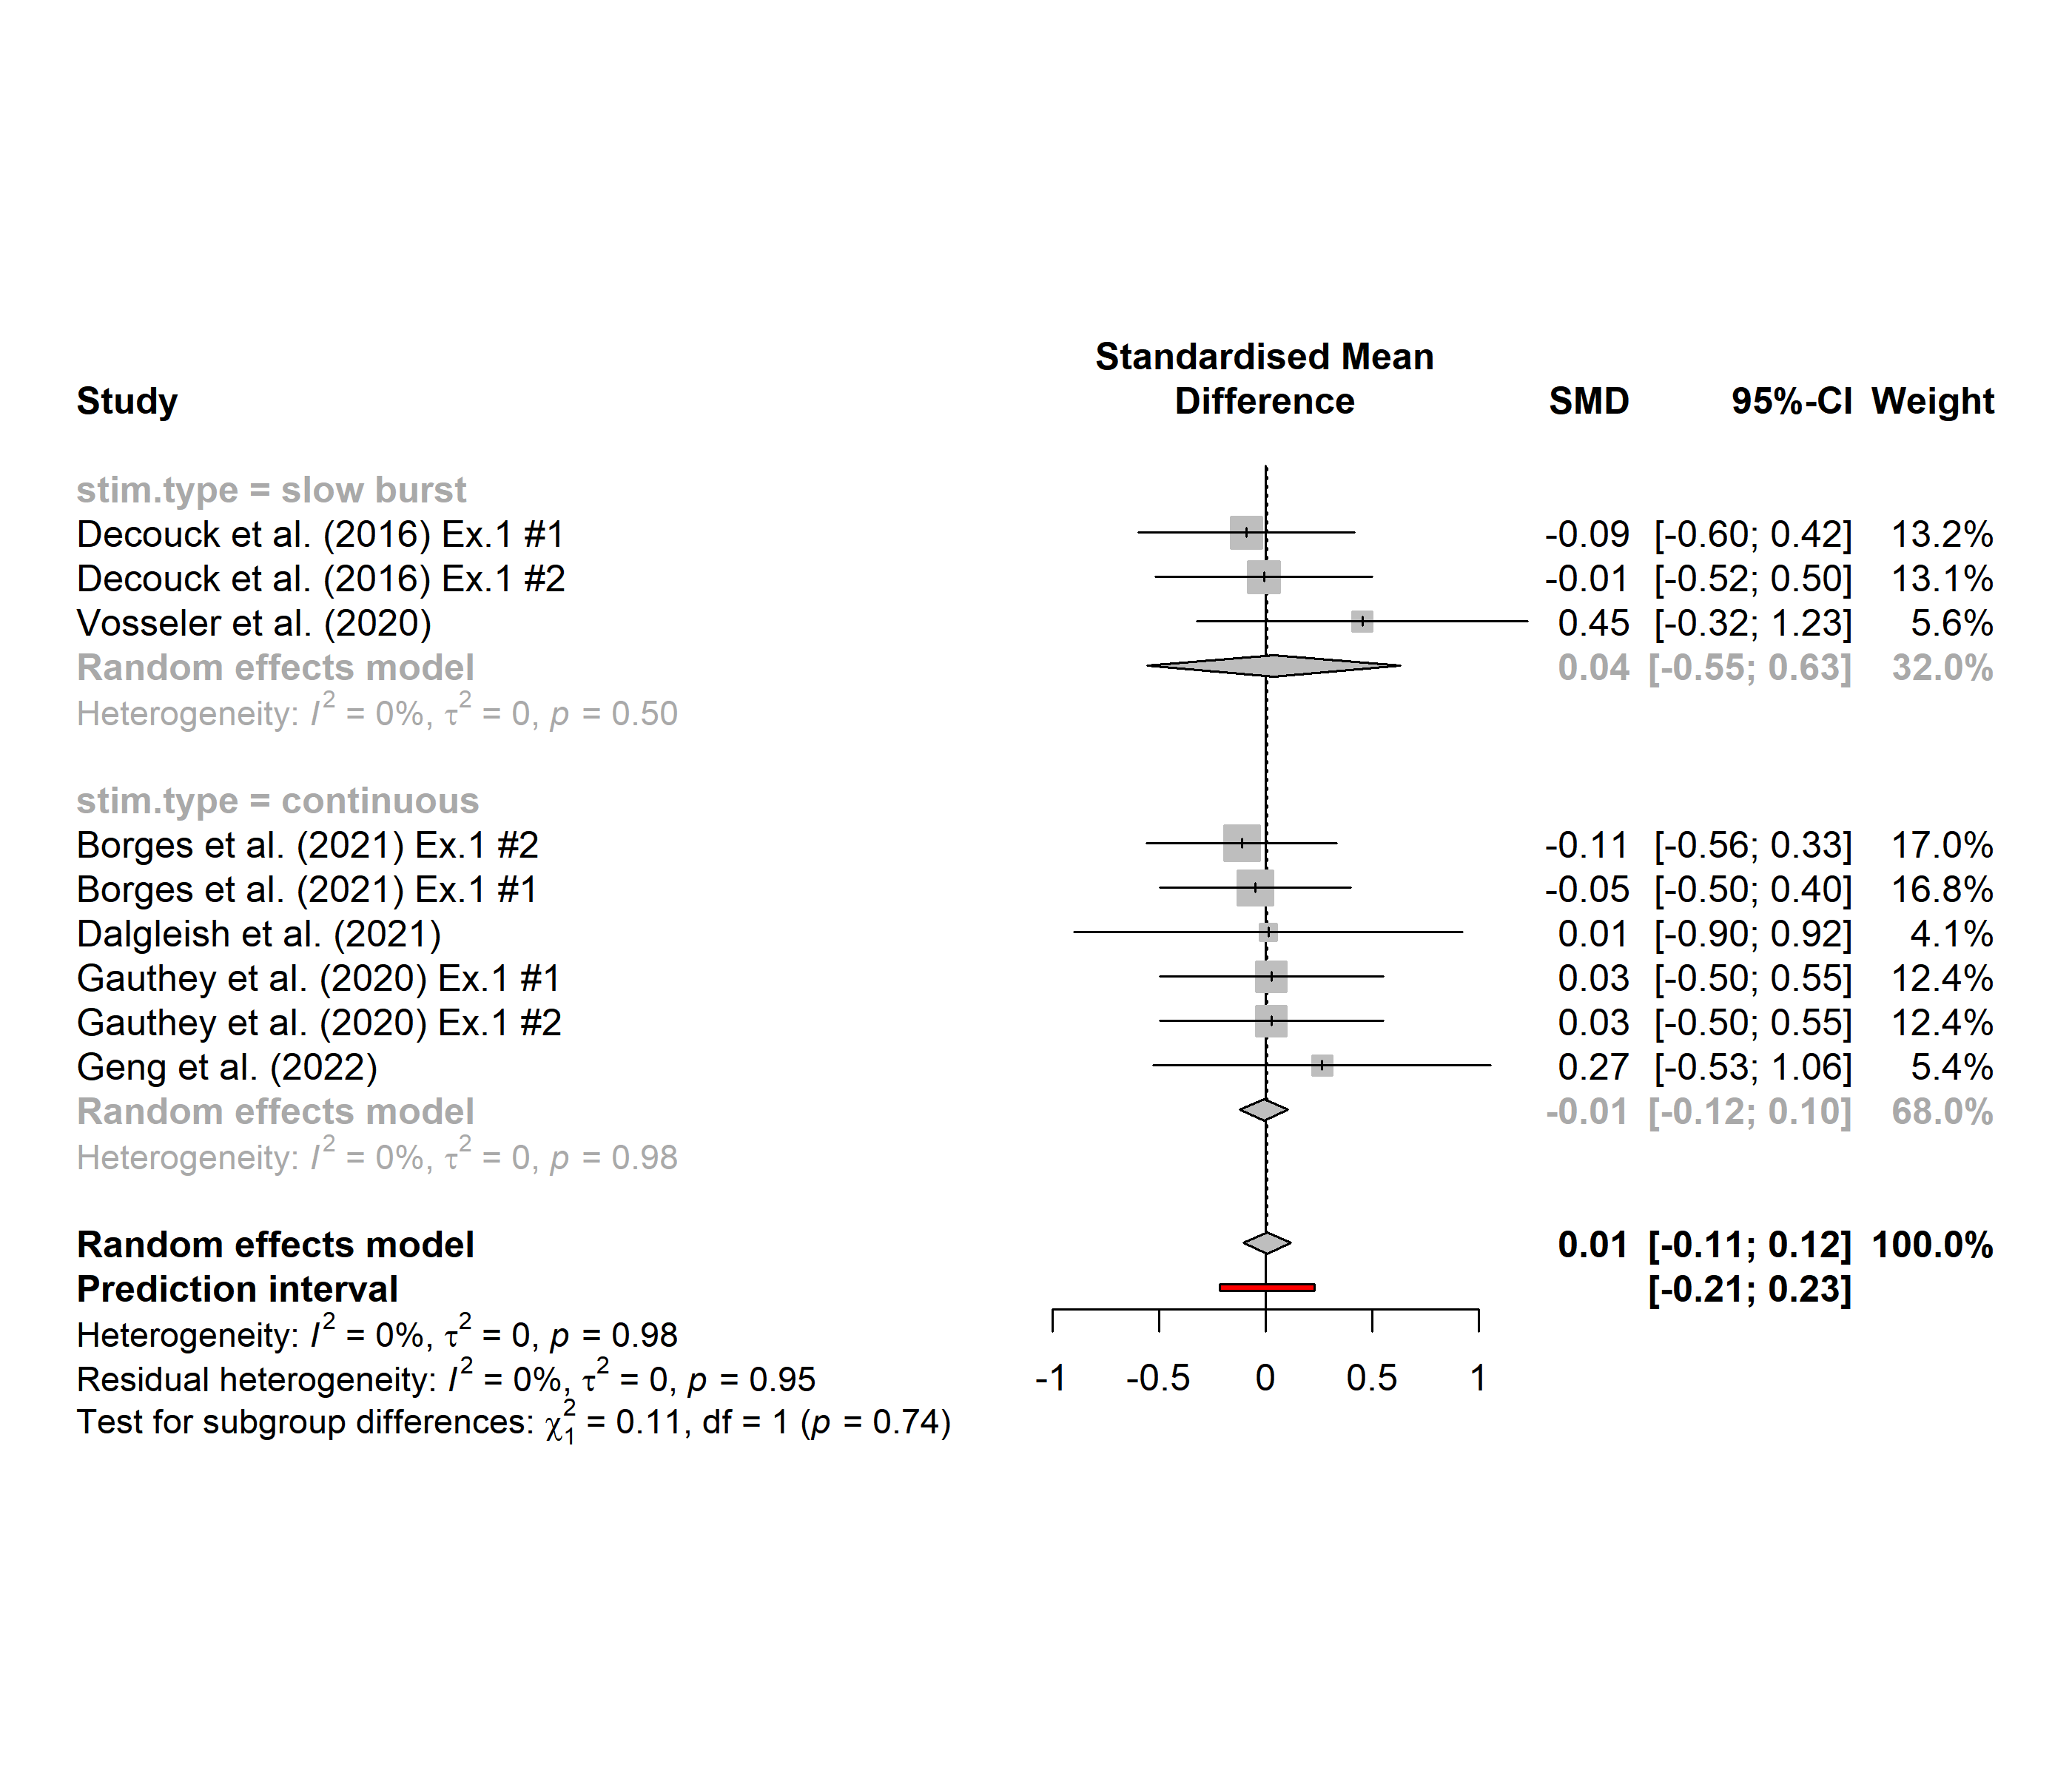 Standardised Mean
Study Difference SMD 95%-CI Weight
stim.type = slow burst
Decouck et al. (2016) Ex.1 #1 -0.09 [-0.60; 0.42] 13.2%
Decouck et al. (2016) Ex.1 #2 -0.01 [-0.52; 0.50] 13.1%
Vosseler et al. (2020) 0.45 [-0.32; 1.23] 5.6%
Random effects model 0.04 [-0.55; 0.63] 32.0%
Heterogeneity: I² = 0%, τ² = 0, p = 0.50
stim.type = continuous
Borges et al. (2021) Ex.1 #2 -0.11 [-0.56; 0.33] 17.0%
Borges et al. (2021) Ex.1 #1 -0.05 [-0.50; 0.40] 16.8%
Dalgleish et al. (2021) 0.01 [-0.90; 0.92] 4.1%
Gauthey et al. (2020) Ex.1 #1 0.03 [-0.50; 0.55] 12.4%
Gauthey et al. (2020) Ex.1 #2 0.03 [-0.50; 0.55] 12.4%
Geng et al. (2022) 0.27 [-0.53; 1.06] 5.4%
Random effects model -0.01 [-0.12; 0.10] 68.0%
Heterogeneity: I² = 0%, τ² = 0, p = 0.98
Random effects model 0.01 [-0.11; 0.12] 100.0%
Prediction interval [-0.21; 0.23]
Heterogeneity: I² = 0%, τ² = 0, p = 0.98
Residual heterogeneity: I² = 0%, τ² = 0, p = 0.95
-1 -0.5 0 0.5 1
Test for subgroup differences: χ²₁ = 0.11, df = 1 (p = 0.74)